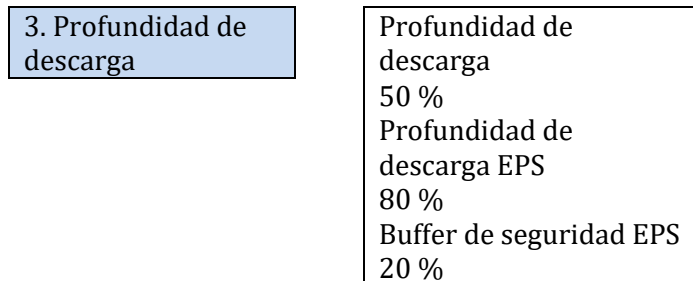 3. Profundidad de
descarga
Profundidad de
descarga
50 %
Profundidad de
descarga EPS
80 %
Buffer de seguridad EPS
20 %